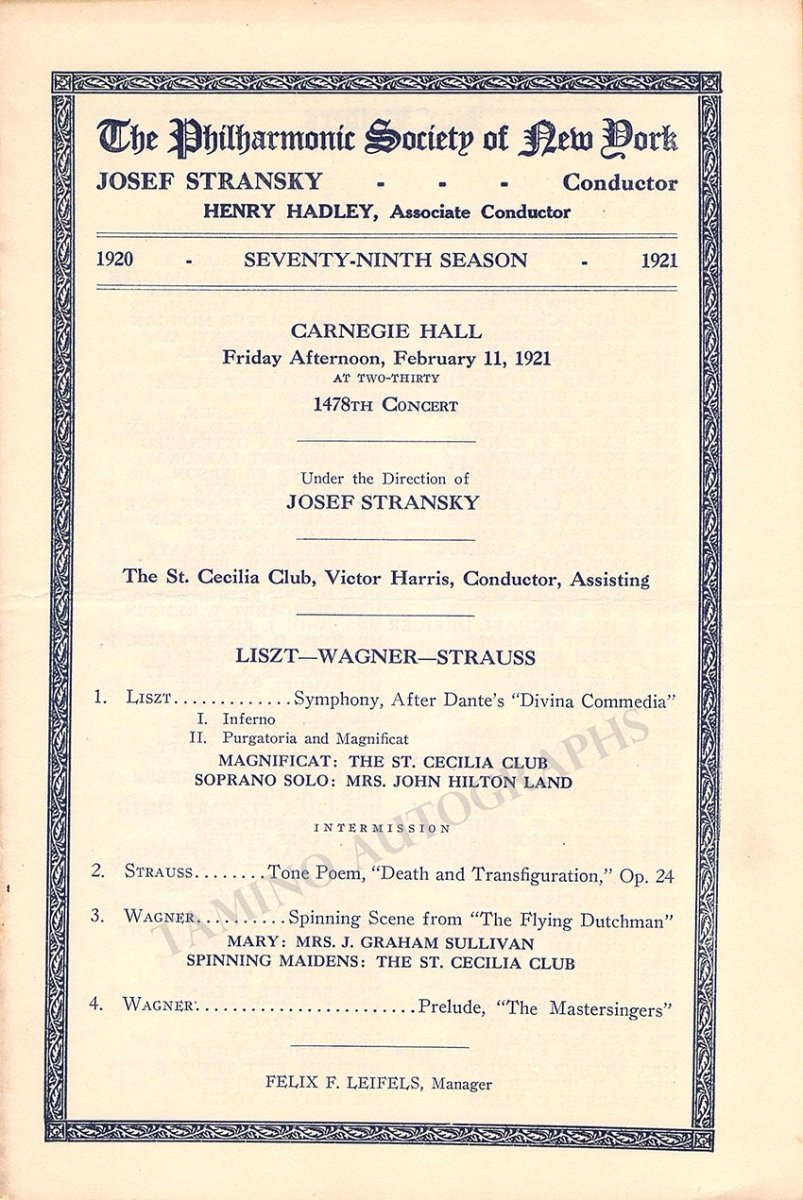 The Philharmonic Society of New York
JOSEF STRANSKY - - - Conductor
HENRY HADLEY, Associate Conductor
1920 - SEVENTY-NINTH SEASON - 1921
CARNEGIE HALL
Friday Afternoon, February 11, 1921
AT TWO-THIRTY
1478TH CONCERT
Under the Direction of
JOSEF STRANSKY
The St. Cecilia Club, Victor Harris, Conductor, Assisting
LISZT—WAGNER—STRAUSS
1. LISZT.............Symphony, After Dante's "Divina Commedia"
I. Inferno
II. Purgatoria and Magnificat
MAGNIFICAT: THE ST. CECILIA CLUB
SOPRANO SOLO: MRS. JOHN HILTON LAND
INTERMISSION
2. STRAUSS........Tone Poem, "Death and Transfiguration," Op. 24
3. WAGNER..........Spinning Scene from "The Flying Dutchman"
MARY: MRS. J. GRAHAM SULLIVAN
SPINNING MAIDENS: THE ST. CECILIA CLUB
4. WAGNER........................Prelude, "The Mastersingers"
FELIX F. LEIFELS, Manager
TAMINO AUTOGRAPHS